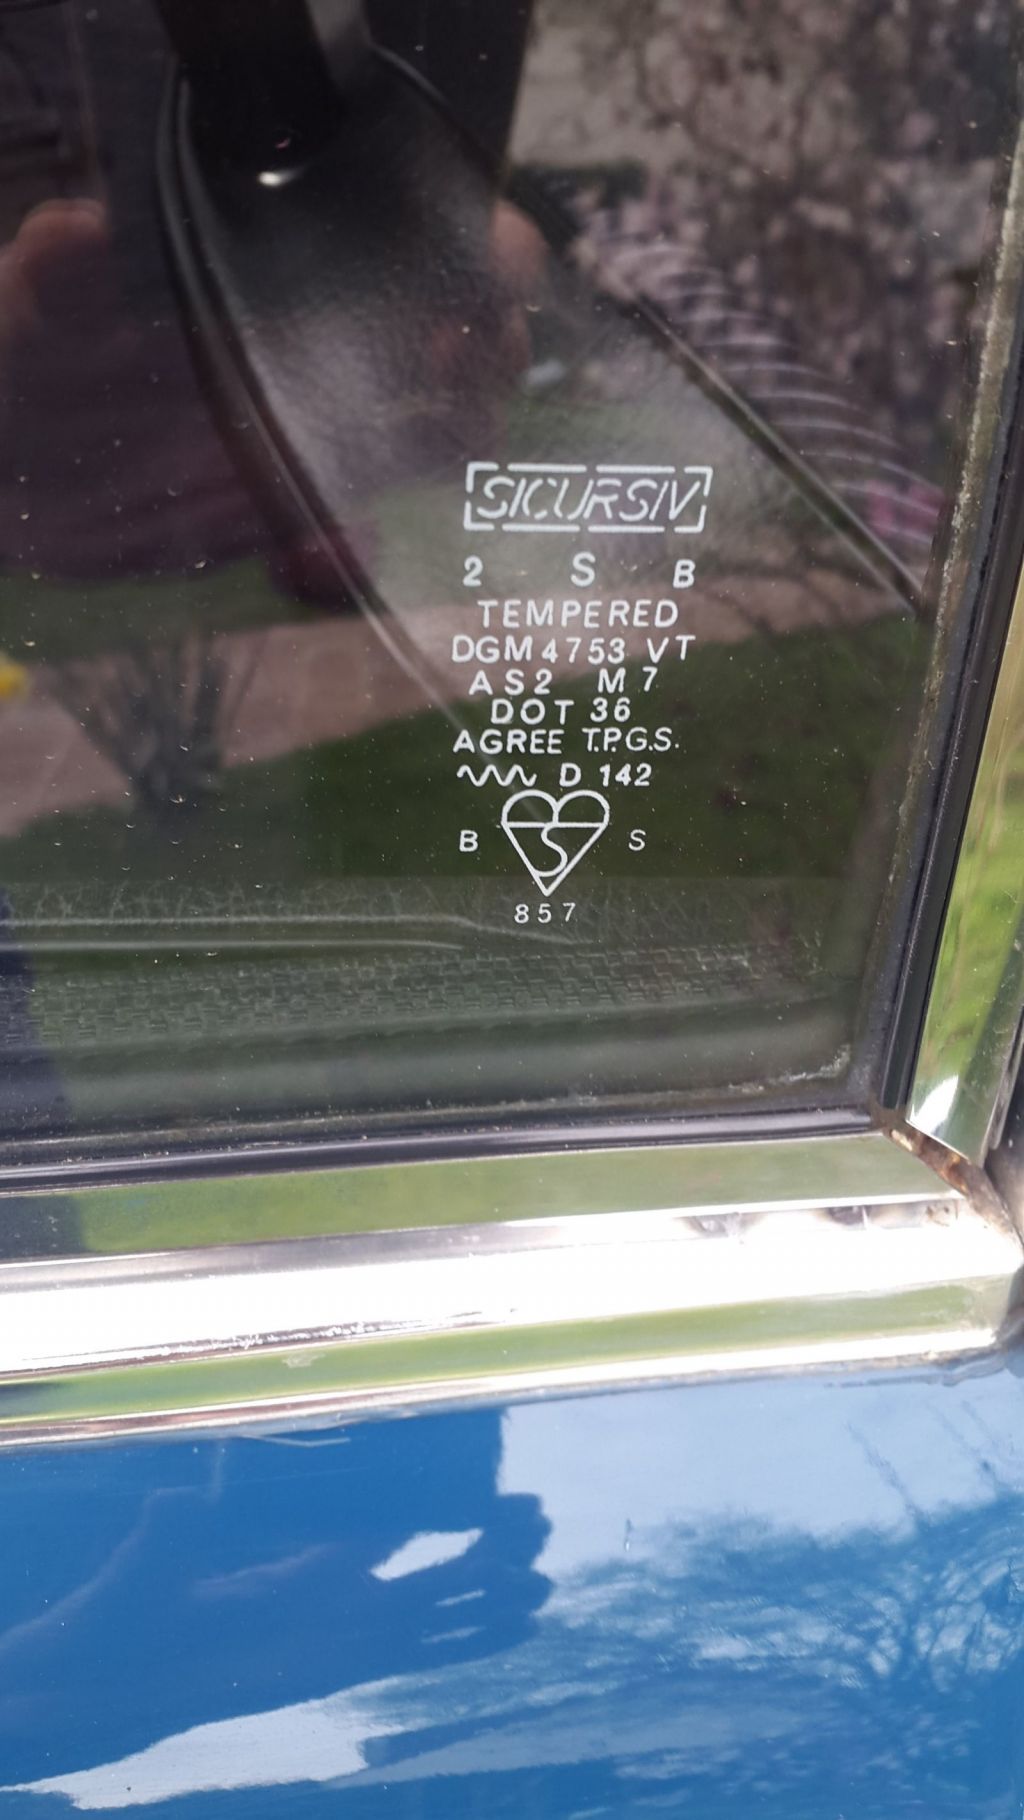 SICURSIV
2 S B
TEMPERED
DGM 4753 VT
AS2 M7
DOT 36
AGREE T.P.G.S.
D 142
B S
857